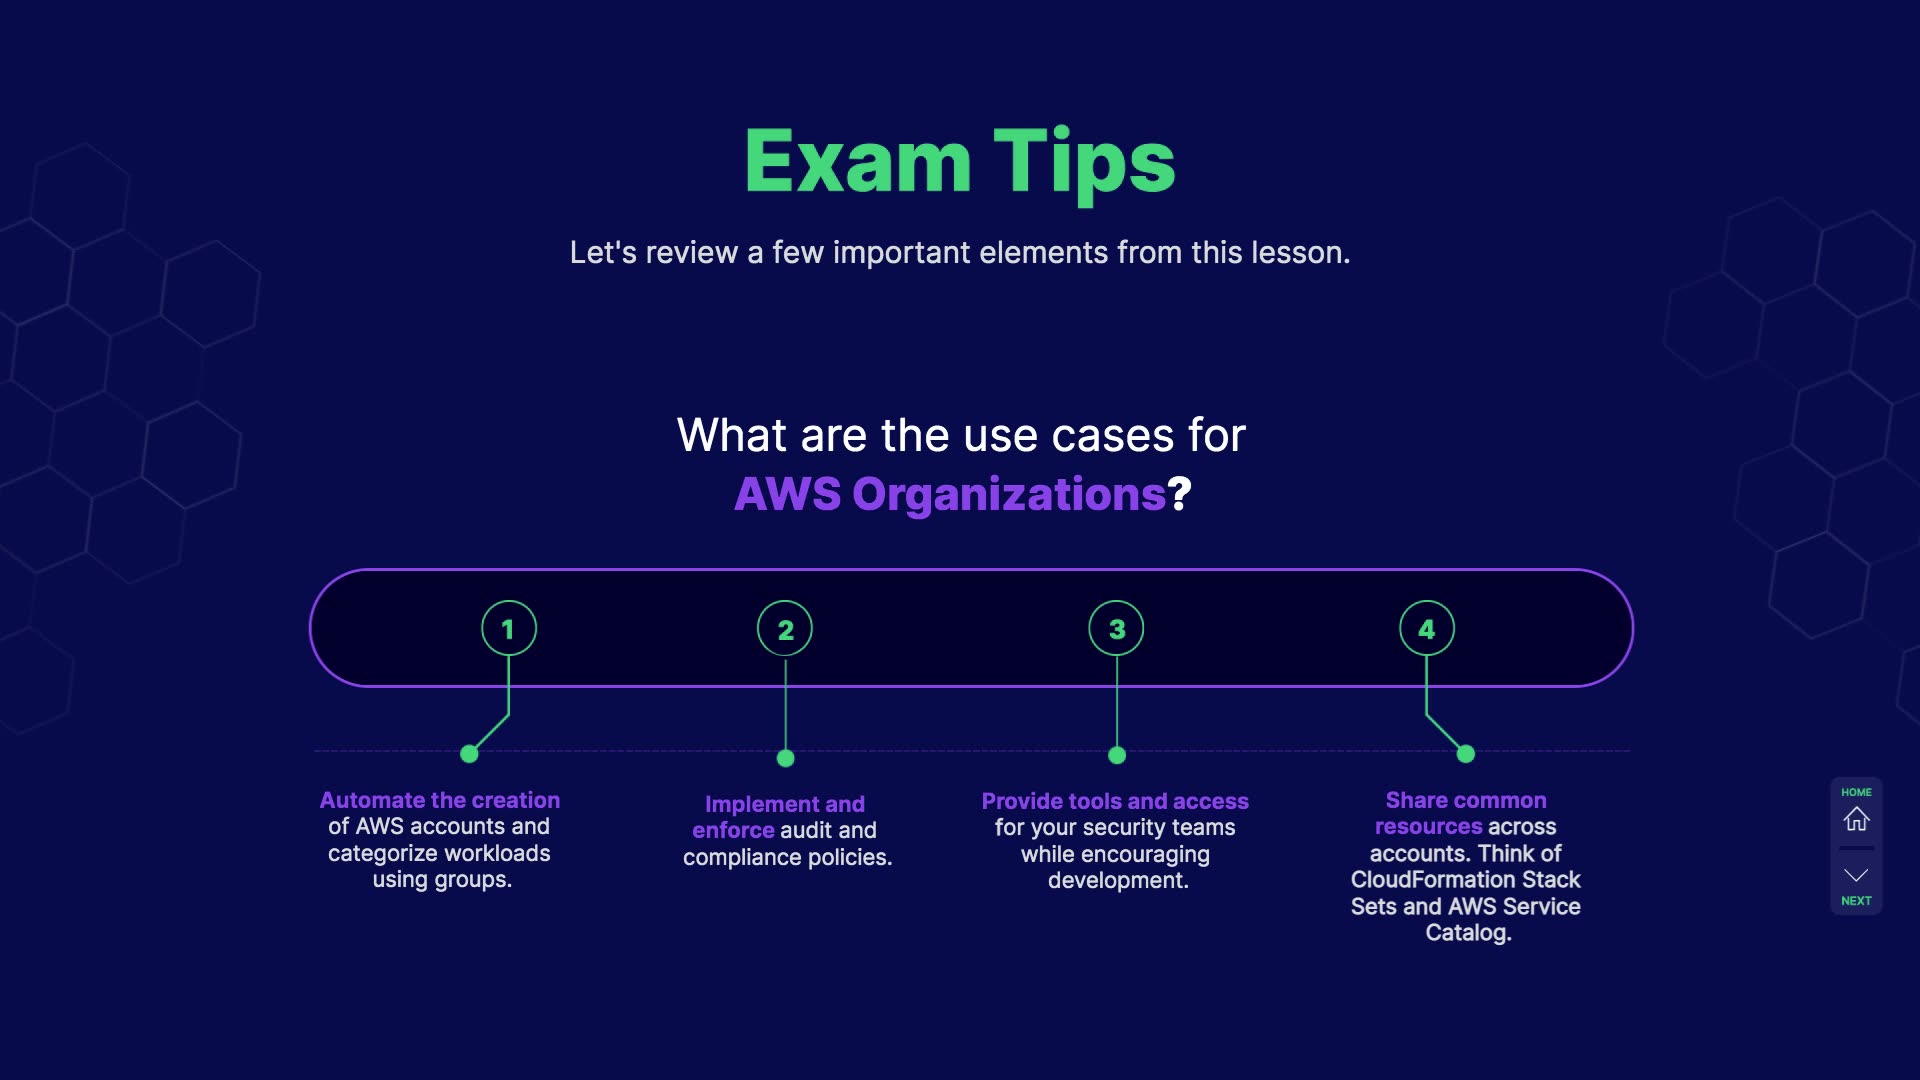 Exam Tips
Let's review a few important elements from this lesson.
What are the use cases for
AWS Organizations?
1
2
3
4
Automate the creation
of AWS accounts and
categorize workloads
using groups.
Implement and
enforce audit and
compliance policies.
Provide tools and access
for your security teams
while encouraging
development.
Share common
resources across
accounts. Think of
CloudFormation Stack
Sets and AWS Service
Catalog.
HOME
NEXT